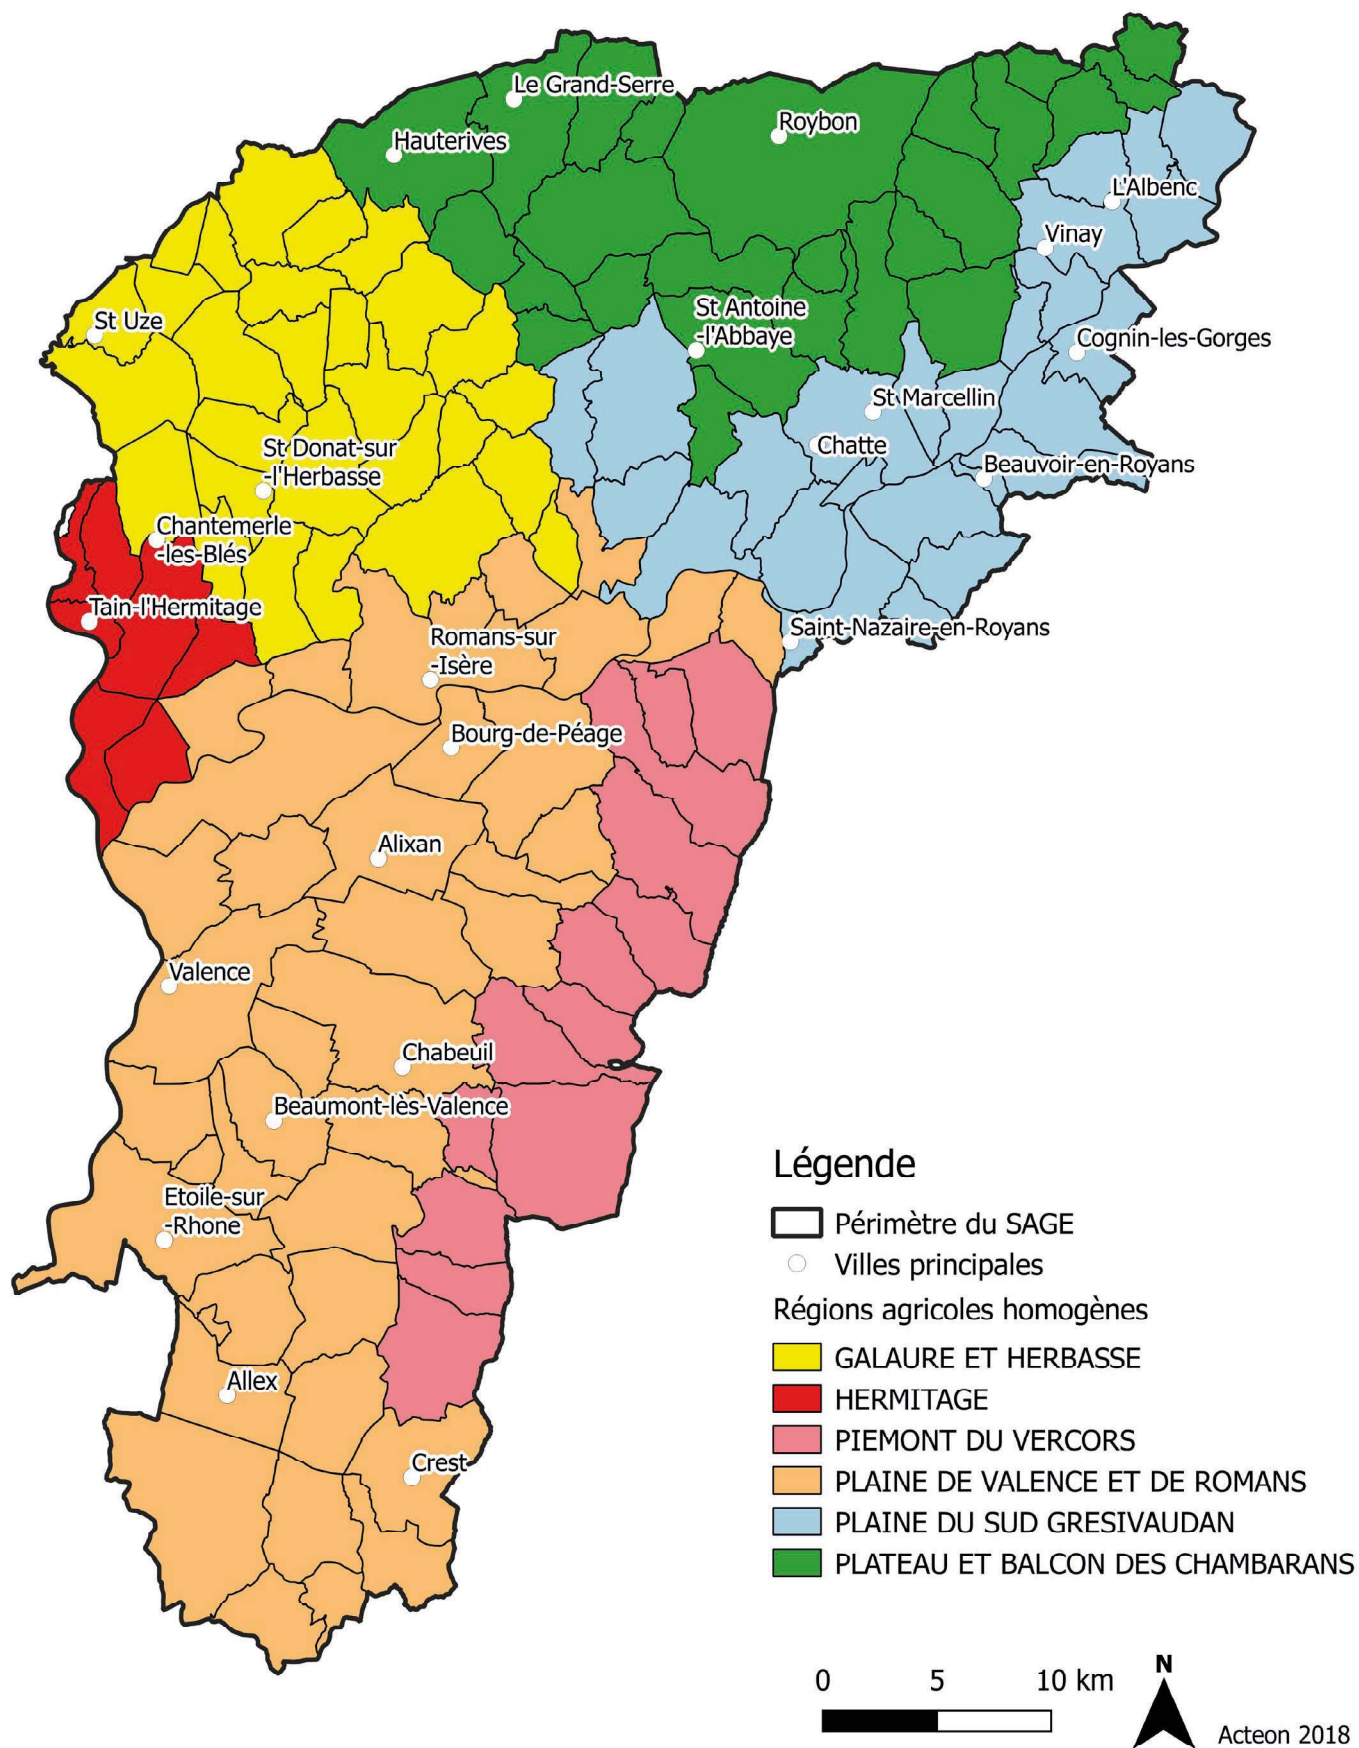 Le Grand-Serre
Roybon
Hauterives
L'Albenc
Vinay
St Uze
St Antoine
-l'Abbaye
Cognin-les-Gorges
St Marcellin
Chatte
St Donat-sur
-l'Herbasse
Beauvoir-en-Royans
Chantemerle
-les-Blés
Tain-l'Hermitage
Saint-Nazaire-en-Royans
Romans-sur
-Isère
Bourg-de-Péage
Alixan
Valence
Chabeuil
Beaumont-lès-Valence
Etoile-sur
-Rhone
Allex
Crest
Légende
Périmètre du SAGE
Villes principales
Régions agricoles homogènes
GALAURE ET HERBASSE
HERMITAGE
PIEMONT DU VERCORS
PLAINE DE VALENCE ET DE ROMANS
PLAINE DU SUD GRESIVAUDAN
PLATEAU ET BALCON DES CHAMBARANS
0 5 10 km
N
Acteon 2018